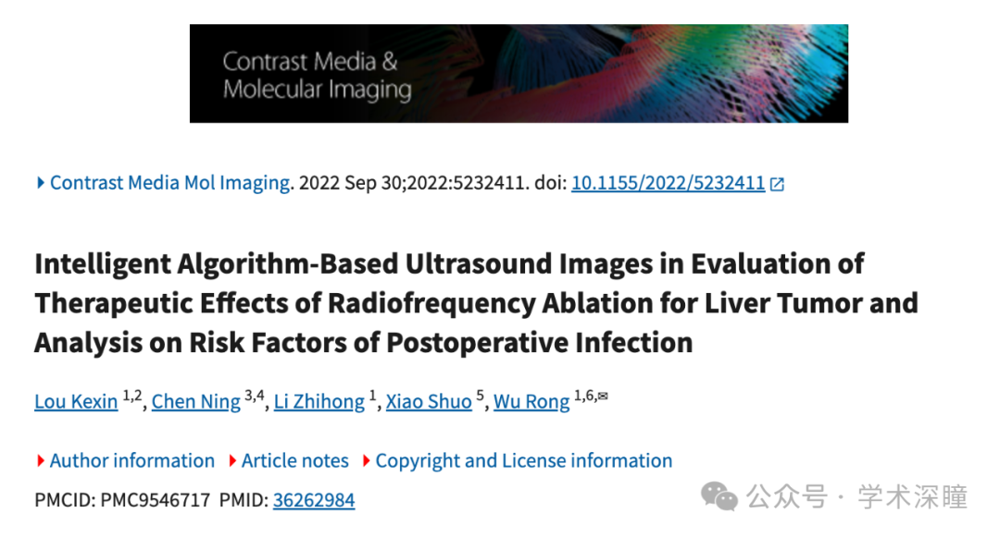 Contrast Media &
Molecular Imaging
Contrast Media Mol Imaging. 2022 Sep 30;2022:5232411. doi: 10.1155/2022/5232411
Intelligent Algorithm-Based Ultrasound Images in Evaluation of
Therapeutic Effects of Radiofrequency Ablation for Liver Tumor and
Analysis on Risk Factors of Postoperative Infection
Lou Kexin 1,2, Chen Ning 3,4, Li Zhihong 1, Xiao Shuo 5, Wu Rong 1,6,✉
Author information Article notes Copyright and License information
PMCID: PMC9546717 PMID: 36262984
公众号 · 学术深瞳